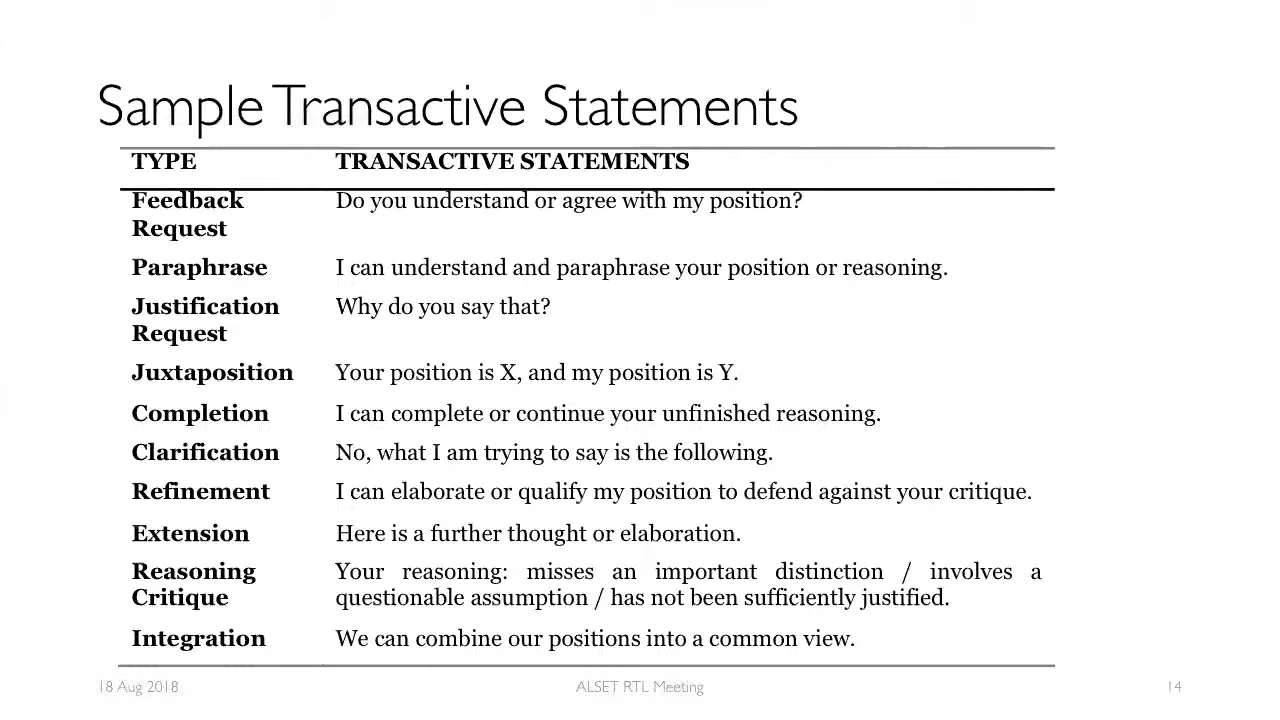 Sample Transactive Statements
TYPE TRANSACTIVE STATEMENTS
Feedback Do you understand or agree with my position?
Request
Paraphrase I can understand and paraphrase your position or reasoning.
Justification Why do you say that?
Request
Juxtaposition Your position is X, and my position is Y.
Completion I can complete or continue your unfinished reasoning.
Clarification No, what I am trying to say is the following.
Refinement I can elaborate or qualify my position to defend against your critique.
Extension Here is a further thought or elaboration.
Reasoning Your reasoning: misses an important distinction / involves a
Critique questionable assumption / has not been sufficiently justified.
Integration We can combine our positions into a common view.
18 Aug 2018 ALSET RTL Meeting 14